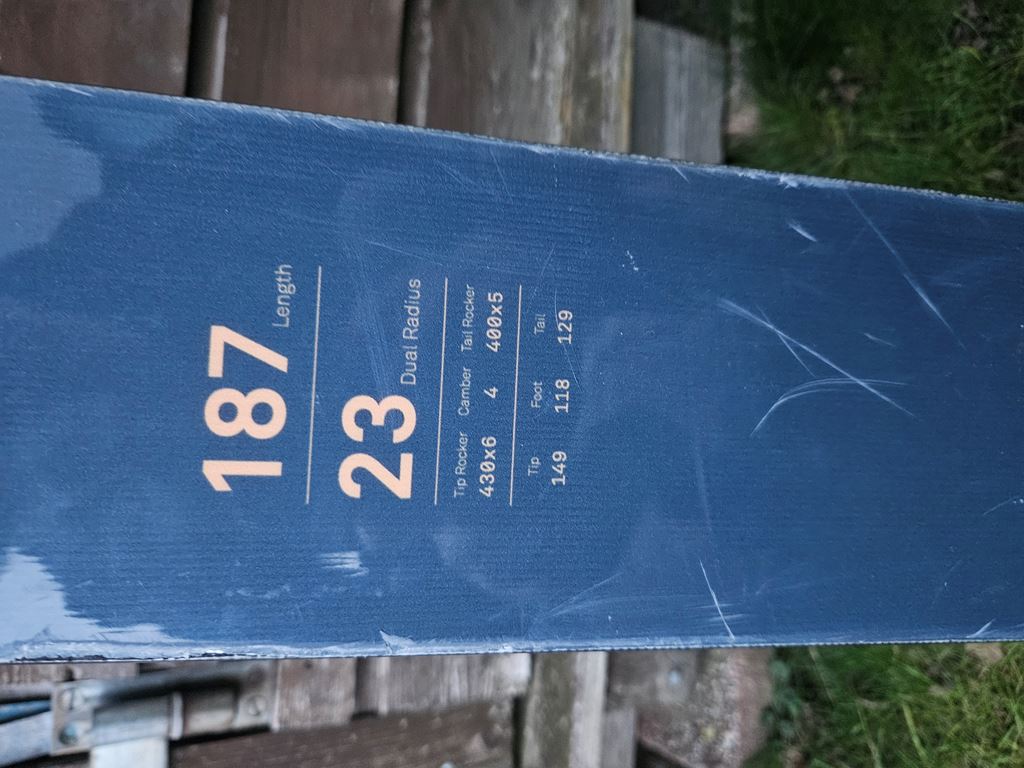 187 Length
23 Dual Radius
Tip Rocker Camber Tail Rocker
430x6 4 400x5
Tip Foot Tail
149 118 129